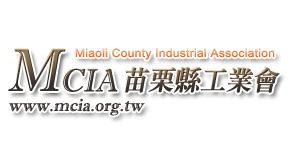 Miaoli County Industrial Association
MCIA 苗栗縣工業會
www.mcia.org.tw